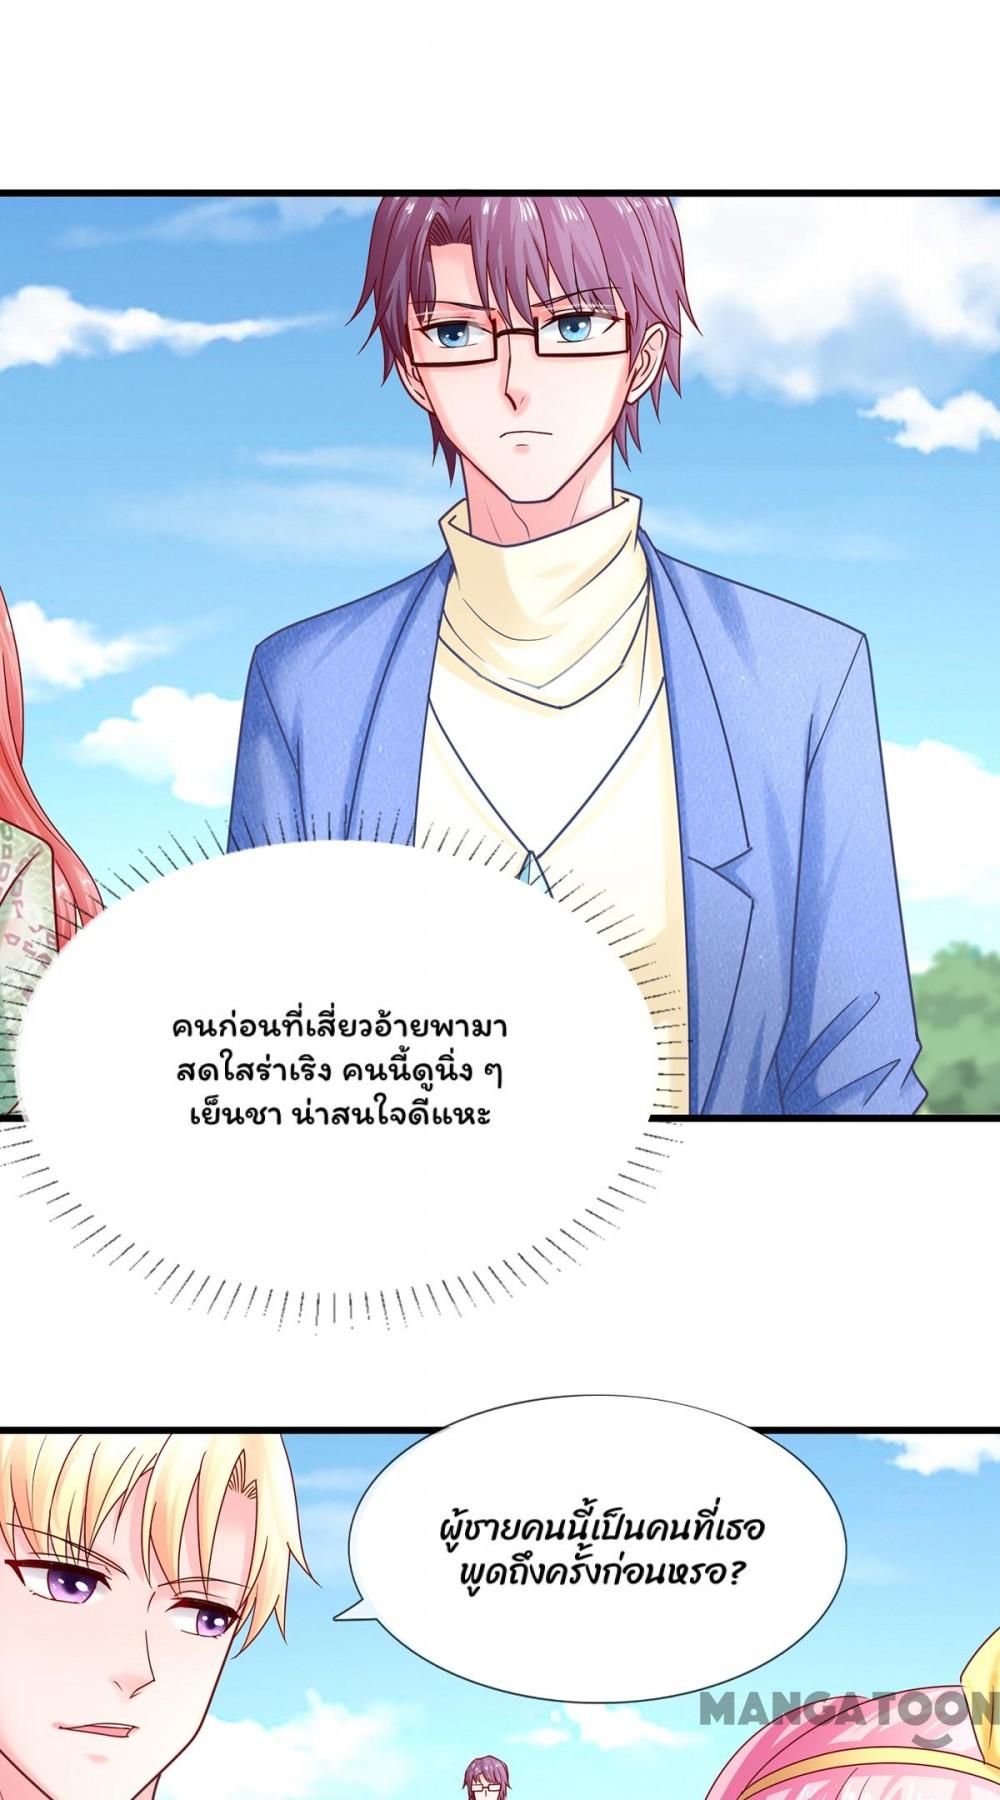 คนก่อนที่เสี่ยวอ้ายพามา
สดใสร่าเริง คนนี้ดูนิ่ง ๆ
เย็นชา น่าสนใจดีแหะ
ผู้ชายคนนี้เป็นคนที่เธอ
พูดถึงครั้งก่อนหรอ?
MANGATOON